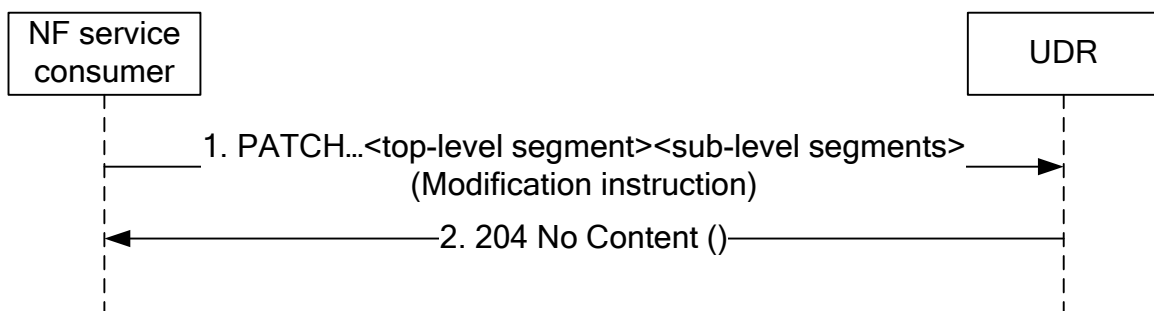 NF service
consumer
UDR
1. PATCH…<top-level segment><sub-level segments>
(Modification instruction)
2. 204 No Content ()